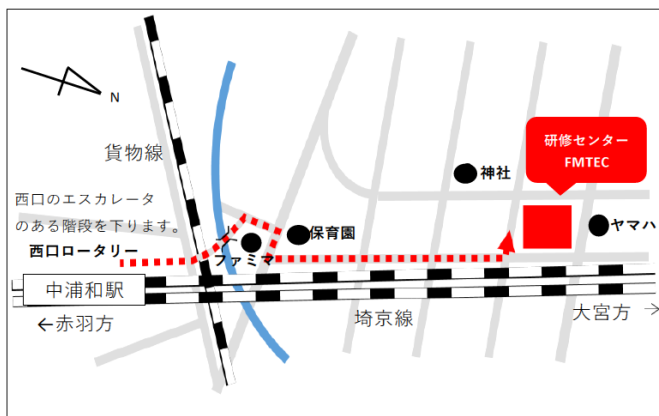 N
貨物線
西口のエスカレータ
のある階段を下ります。
西口ロータリー
中浦和駅
←赤羽方
ファミマ
保育園
神社
研修センター
FMTEC
ヤマハ
埼京線
大宮方 →